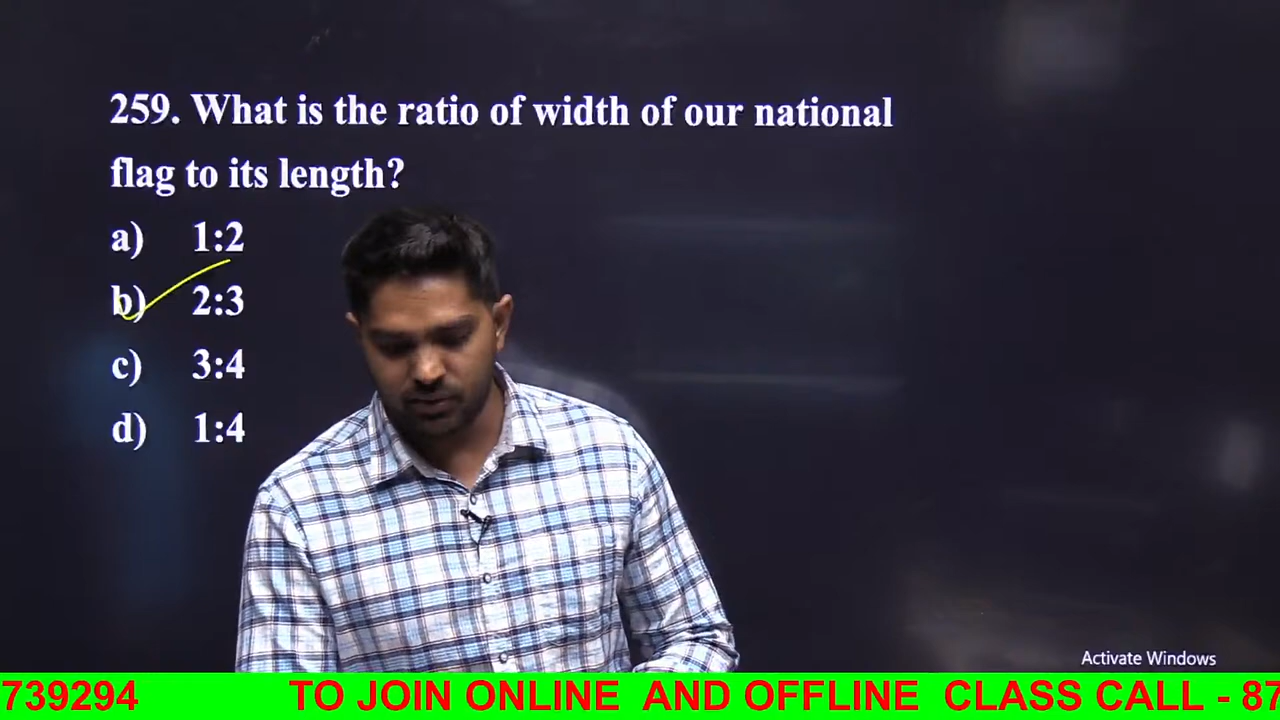 259. What is the ratio of width of our national
flag to its length?
a) 1:2
b) 2:3
c) 3:4
d) 1:4
Activate Windows
739294 TO JOIN ONLINE AND OFFLINE CLASS CALL - 87